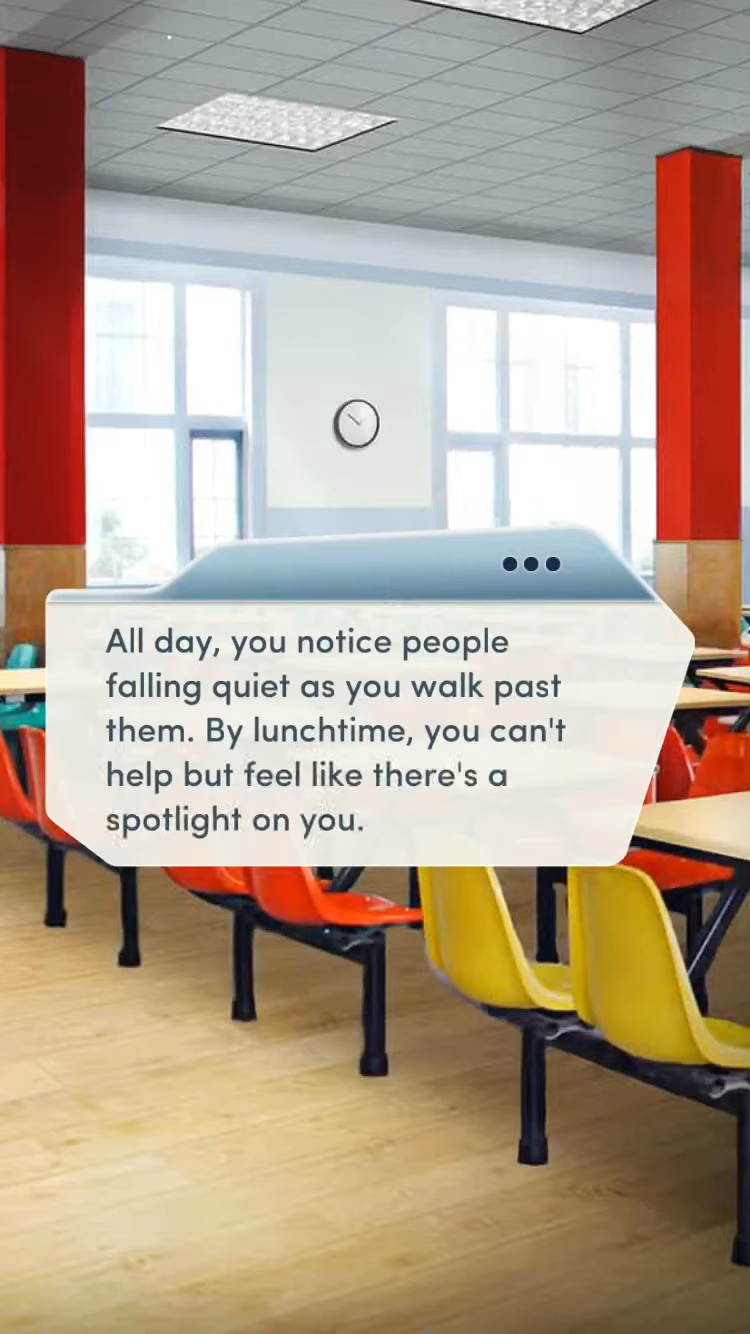 All day, you notice people
falling quiet as you walk past
them. By lunchtime, you can't
help but feel like there's a
spotlight on you.